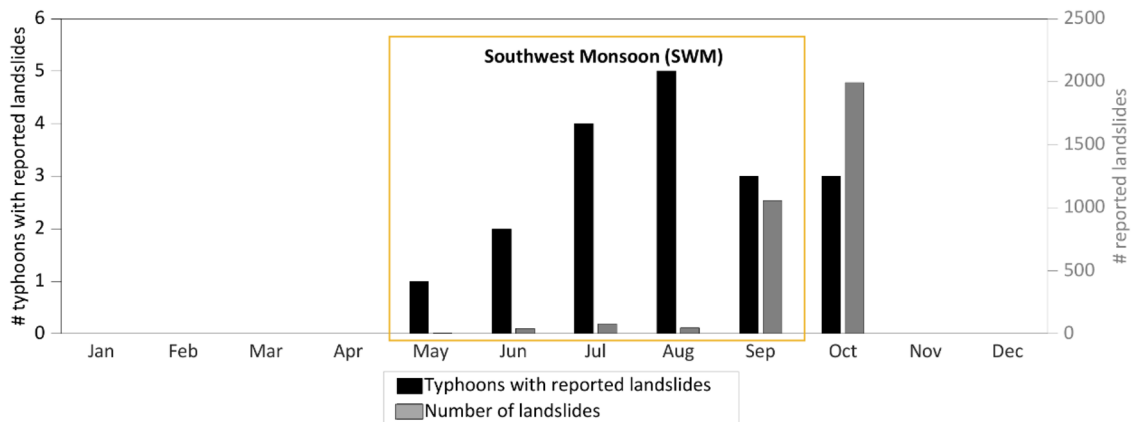 # typhoons with reported landslides
6
5
4
3
2
1
0
Southwest Monsoon (SWM)
2500
2000
1500
1000
500
0
# reported landslides
Jan Feb Mar Apr May Jun Jul Aug Sep Oct Nov Dec
Typhoons with reported landslides
Number of landslides